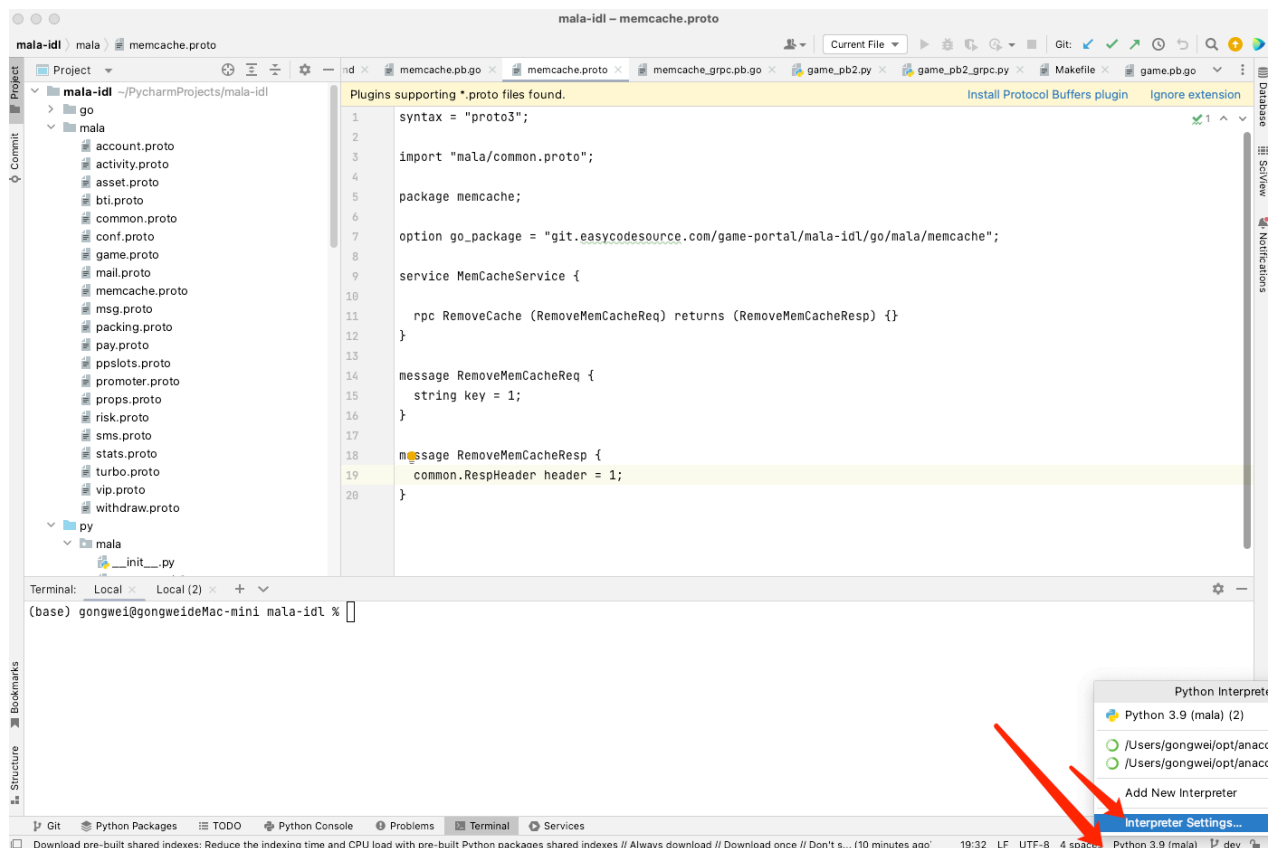 mala-idl – memcache.proto
mala-idl mala memcache.proto Current File Git:
Project
nd memcache.pb.go memcache.proto memcache_grpc.pb.go game_pb2.py game_pb2_grpc.py Makefile game.pb.go
mala-idl ~/PycharmProjects/mala-idl
go
mala
account.proto
activity.proto
asset.proto
bti.proto
common.proto
conf.proto
game.proto
mail.proto
memcache.proto
msg.proto
packing.proto
pay.proto
ppslots.proto
promoter.proto
props.proto
risk.proto
sms.proto
stats.proto
turbo.proto
vip.proto
withdraw.proto
py
mala
__init__.py
Plugins supporting *.proto files found. Install Protocol Buffers plugin Ignore extension
1 syntax = "proto3"; 1
2
3 import "mala/common.proto";
4
5 package memcache;
6
7 option go_package = "git.easycodesource.com/game-portal/mala-idl/go/mala/memcache";
8
9 service MemCacheService {
10
11 rpc RemoveCache (RemoveMemCacheReq) returns (RemoveMemCacheResp) {}
12 }
13
14 message RemoveMemCacheReq {
15 string key = 1;
16 }
17
18 message RemoveMemCacheResp {
19 common.RespHeader header = 1;
20 }
Project
Commit
Bookmarks
Structure
Database
SciView
Notifications
Terminal: Local Local (2)
(base) gongwei@gongweideMac-mini mala-idl %
Python Interprete
Python 3.9 (mala) (2)
/Users/gongwei/opt/anaco
/Users/gongwei/opt/anaco
Add New Interpreter
Interpreter Settings...
Git Python Packages TODO Python Console Problems Terminal Services
Download pre-built shared indexes: Reduce the indexing time and CPU load with pre-built Python packages shared indexes // Always download // Download once // Don't s... (10 minutes ago) 19:32 LF UTF-8 4 spaces Python 3.9 (mala) dev